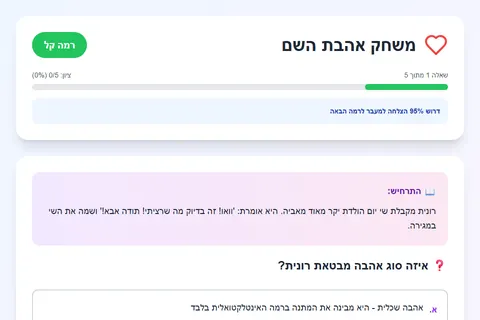 משחק אהבת השם
רמה קל
שאלה 1 מתוך 5
ציון: 0/5 (0%)
דרוש 95% הצלחה למעבר לרמה הבאה
התרחיש:
רונית מקבלת שי יום הולדת יקר מאוד מאביה. היא אומרת: 'וואו! זה בדיוק מה שרציתי! תודה אבא!' ושמה את השי
במגירה.
איזה סוג אהבה מבטאת רונית?
א. אהבה שכלית - היא מבינה את המתנה ברמה האינטלקטואלית בלבד